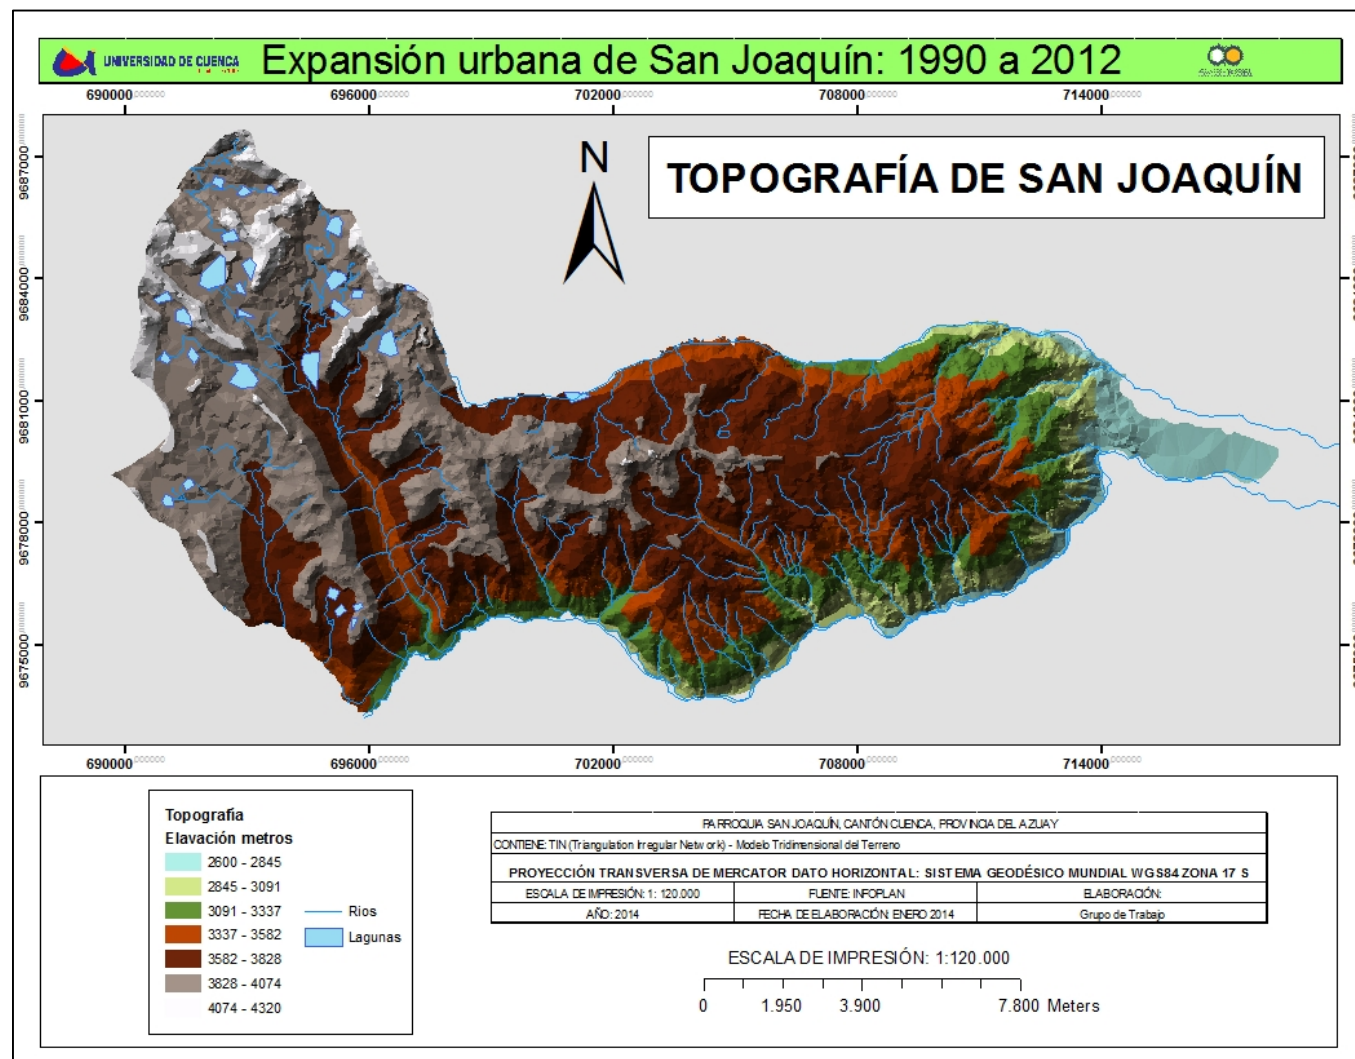 UNIVERSIDAD DE CUENCA
Expansión urbana de San Joaquín: 1990 a 2012
690000 696000 702000 708000 714000
TOPOGRAFÍA DE SAN JOAQUÍN
N
9687000
9684000
9681000
9678000
9675000
690000 696000 702000 708000 714000
Topografía
Elavación metros
2600 - 2845
2845 - 3091
3091 - 3337
3337 - 3582
3582 - 3828
3828 - 4074
4074 - 4320
Rios
Lagunas
PARROQUIA SAN JOAQUÍN, CANTÓN CUENCA, PROVINCIA DEL AZUAY
CONTIENE: TIN (Triangulation Irregular Network) - Modelo Tridimensional del Terreno
PROYECCIÓN TRANSVERSA DE MERCATOR DATO HORIZONTAL: SISTEMA GEODÉSICO MUNDIAL WGS84 ZONA 17 S
ESCALA DE IMPRESIÓN: 1: 120.000 FUENTE: INFOPLAN ELABORACIÓN:
AÑO: 2014 FECHA DE ELABORACIÓN: ENERO 2014 Grupo de Trabajo
ESCALA DE IMPRESIÓN: 1:120.000
0 1.950 3.900 7.800 Meters